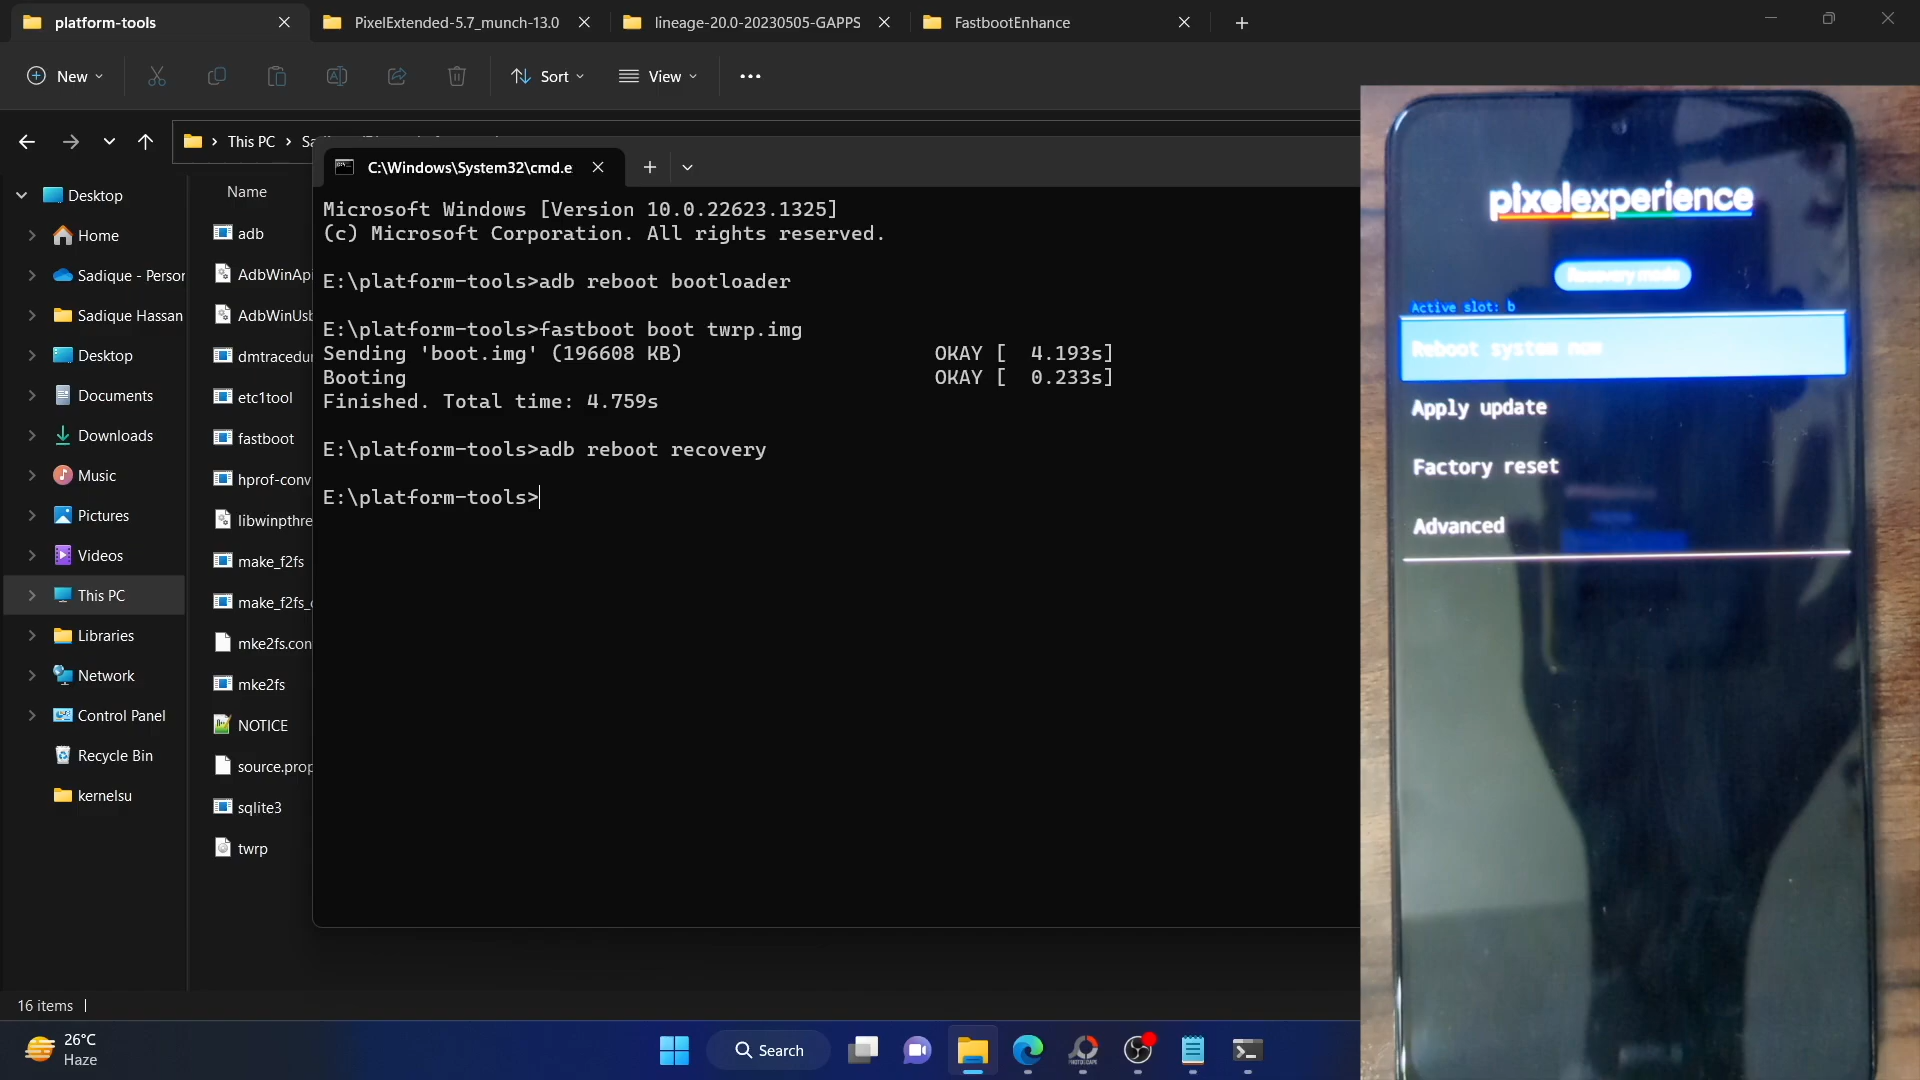 platform-tools
PixelExtended-5.7_munch-13.0
lineage-20.0-20230505-GAPPS
FastbootEnhance
New
Sort
View
This PC
C:\Windows\System32\cmd.e
Desktop
Home
Sadique - Person
Sadique Hassan
Desktop
Documents
Downloads
Music
Pictures
Videos
This PC
Libraries
Network
Control Panel
Recycle Bin
kernelsu
Name
adb
AdbWinApi
AdbWinUsb
dmtracedu
etc1tool
fastboot
hprof-conv
libwinpthre
make_f2fs
make_f2fs_
mke2fs.con
mke2fs
NOTICE
source.prop
sqlite3
twrp
Microsoft Windows [Version 10.0.22623.1325]
(c) Microsoft Corporation. All rights reserved.
E:\platform-tools>adb reboot bootloader
E:\platform-tools>fastboot boot twrp.img
Sending 'boot.img' (196608 KB) OKAY [ 4.193s]
Booting OKAY [ 0.233s]
Finished. Total time: 4.759s
E:\platform-tools>adb reboot recovery
E:\platform-tools>
pixelexperience
Recovery mode
Active slot: b
Reboot system now
Apply update
Factory reset
Advanced
16 items
26°C
Haze
Search